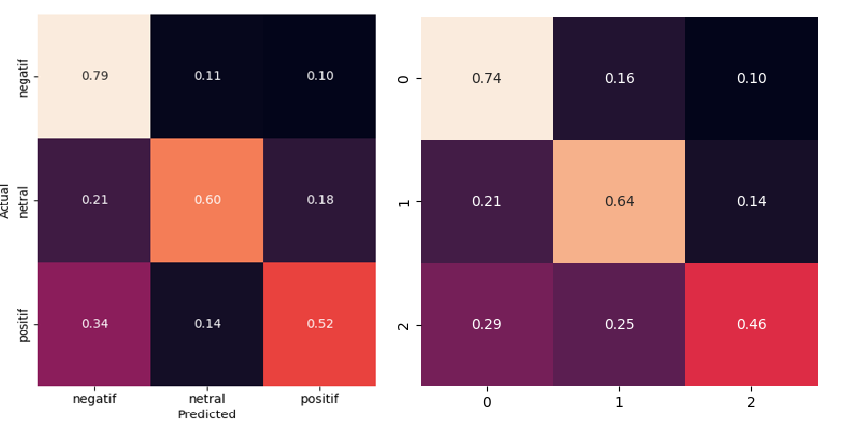 negatif
0.79 0.11 0.10
Actual
netral
0.21 0.60 0.18
positif
0.34 0.14 0.52
negatif netral positif
Predicted
0
0.74 0.16 0.10
1
0.21 0.64 0.14
2
0.29 0.25 0.46
0 1 2